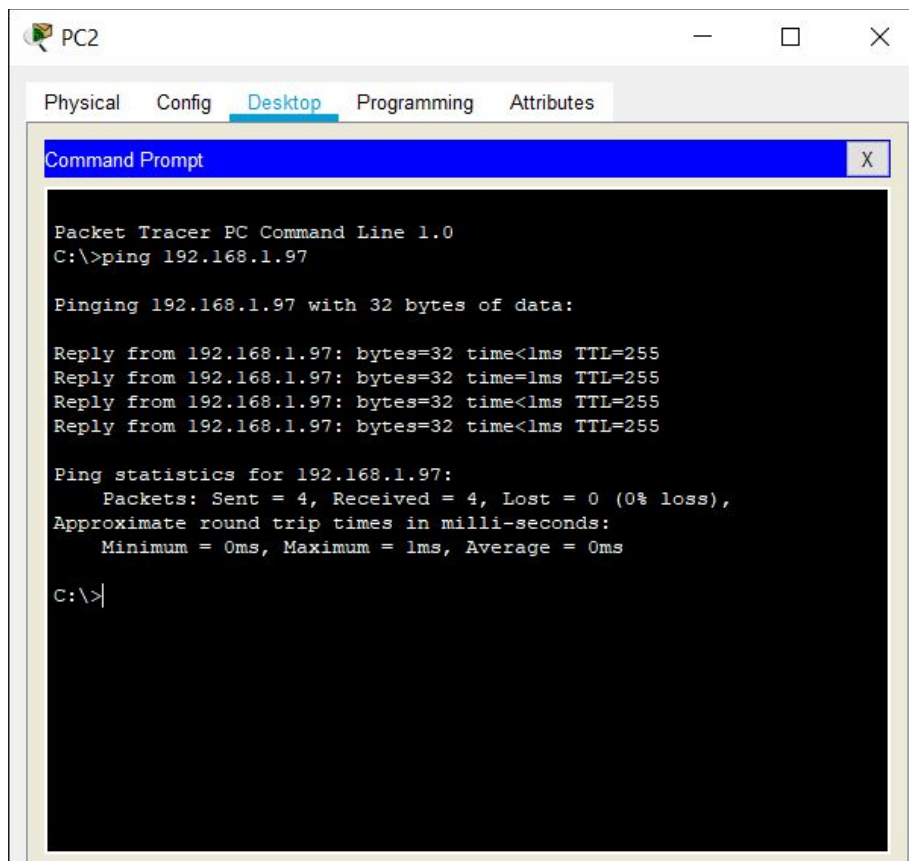 PC2
Physical Config Desktop Programming Attributes
Command Prompt X
Packet Tracer PC Command Line 1.0
C:\>ping 192.168.1.97
Pinging 192.168.1.97 with 32 bytes of data:
Reply from 192.168.1.97: bytes=32 time<1ms TTL=255
Reply from 192.168.1.97: bytes=32 time=1ms TTL=255
Reply from 192.168.1.97: bytes=32 time<1ms TTL=255
Reply from 192.168.1.97: bytes=32 time<1ms TTL=255
Ping statistics for 192.168.1.97:
Packets: Sent = 4, Received = 4, Lost = 0 (0% loss),
Approximate round trip times in milli-seconds:
Minimum = 0ms, Maximum = 1ms, Average = 0ms
C:\>